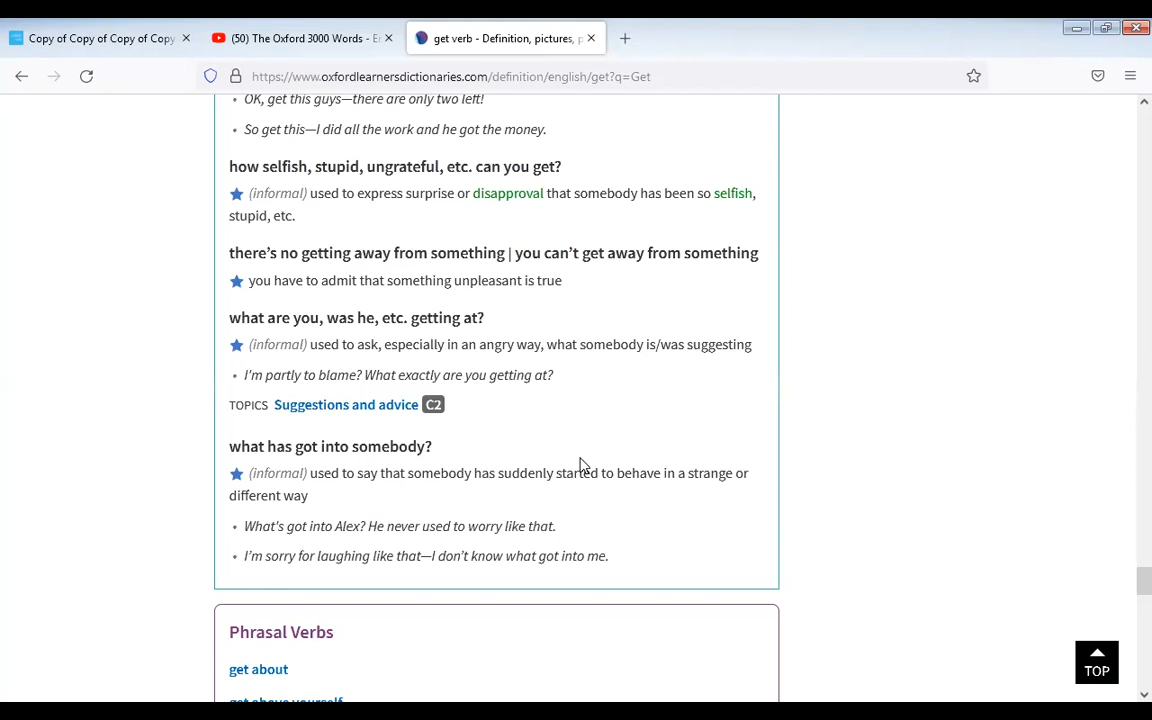 Copy of Copy of Copy of Copy
(50) The Oxford 3000 Words - Er
get verb - Definition, pictures, p
https://www.oxfordlearnersdictionaries.com/definition/english/get?q=Get
• OK, get this guys—there are only two left!
• So get this—I did all the work and he got the money.
how selfish, stupid, ungrateful, etc. can you get?
(informal) used to express surprise or disapproval that somebody has been so selfish,
stupid, etc.
there's no getting away from something | you can't get away from something
you have to admit that something unpleasant is true
what are you, was he, etc. getting at?
(informal) used to ask, especially in an angry way, what somebody is/was suggesting
• I'm partly to blame? What exactly are you getting at?
TOPICS Suggestions and advice C2
what has got into somebody?
(informal) used to say that somebody has suddenly started to behave in a strange or
different way
• What's got into Alex? He never used to worry like that.
• I'm sorry for laughing like that—I don't know what got into me.
Phrasal Verbs
get about
get above yourself
TOP